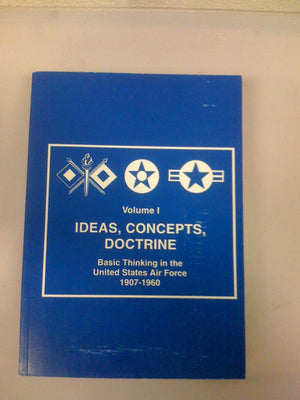 Volume I
IDEAS, CONCEPTS,
DOCTRINE
Basic Thinking in the
United States Air Force
1907-1960